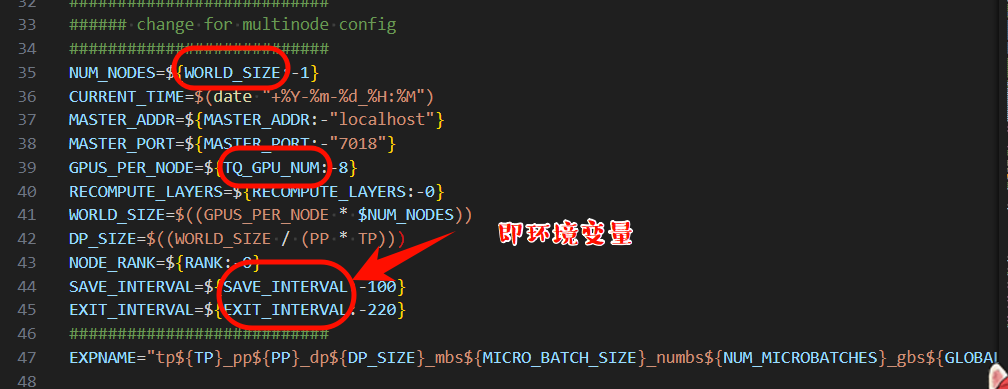 32 ###########################
33 ###### change for multinode config
34 ###########################
35 NUM_NODES=${WORLD_SIZE:-1}
36 CURRENT_TIME=$(date "+%Y-%m-%d_%H:%M")
37 MASTER_ADDR=${MASTER_ADDR:-"localhost"}
38 MASTER_PORT=${MASTER_PORT:-"7018"}
39 GPUS_PER_NODE=${TQ_GPU_NUM:-8}
40 RECOMPUTE_LAYERS=${RECOMPUTE_LAYERS:-0}
41 WORLD_SIZE=$((GPUS_PER_NODE * $NUM_NODES))
42 DP_SIZE=$((WORLD_SIZE / (PP * TP)))
即环境变量
43 NODE_RANK=${RANK:-0}
44 SAVE_INTERVAL=${SAVE_INTERVAL:-100}
45 EXIT_INTERVAL=${EXIT_INTERVAL:-220}
46 ###########################
47 EXPNAME="tp${TP}_pp${PP}_dp${DP_SIZE}_mbs${MICRO_BATCH_SIZE}_numbs${NUM_MICROBATCHES}_gbs${GLOBAL
48